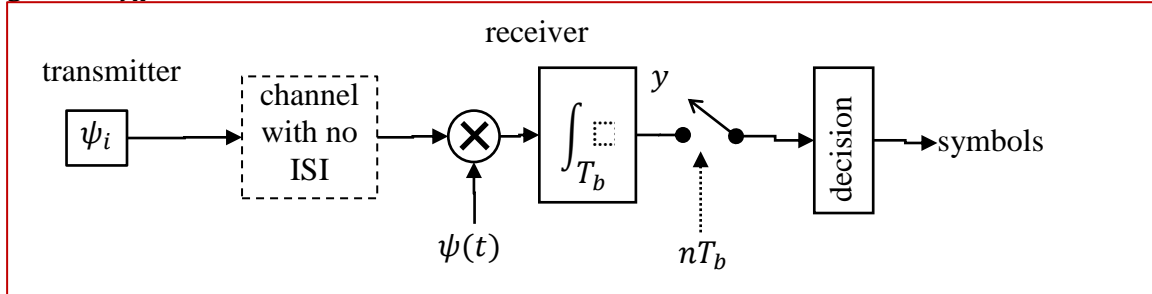 receiver
transmitter
ψ_i
channel
with no
ISI
ψ(t)
∫
T_b
y
nT_b
decision
symbols